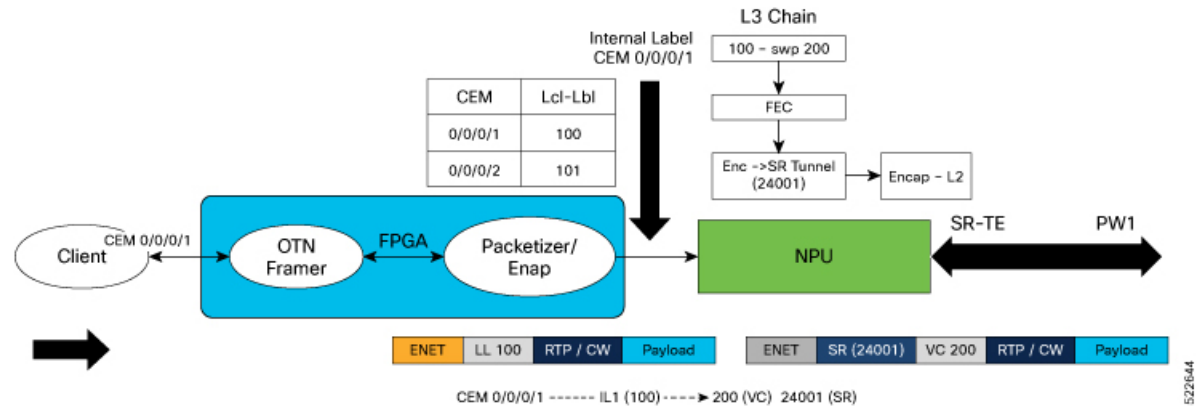 L3 Chain
Internal Label
CEM 0/0/0/1
100 – swp 200
FEC
Enc ->SR Tunnel
(24001)
Encap – L2
CEM Lcl-Lbl
0/0/0/1 100
0/0/0/2 101
Client
CEM 0/0/0/1
OTN
Framer
FPGA
Packetizer/
Enap
NPU
SR-TE
PW1
ENET LL 100 RTP / CW Payload
ENET SR (24001) VC 200 RTP / CW Payload
CEM 0/0/0/1 ------ IL1 (100) ----→ 200 (VC) 24001 (SR)
522644